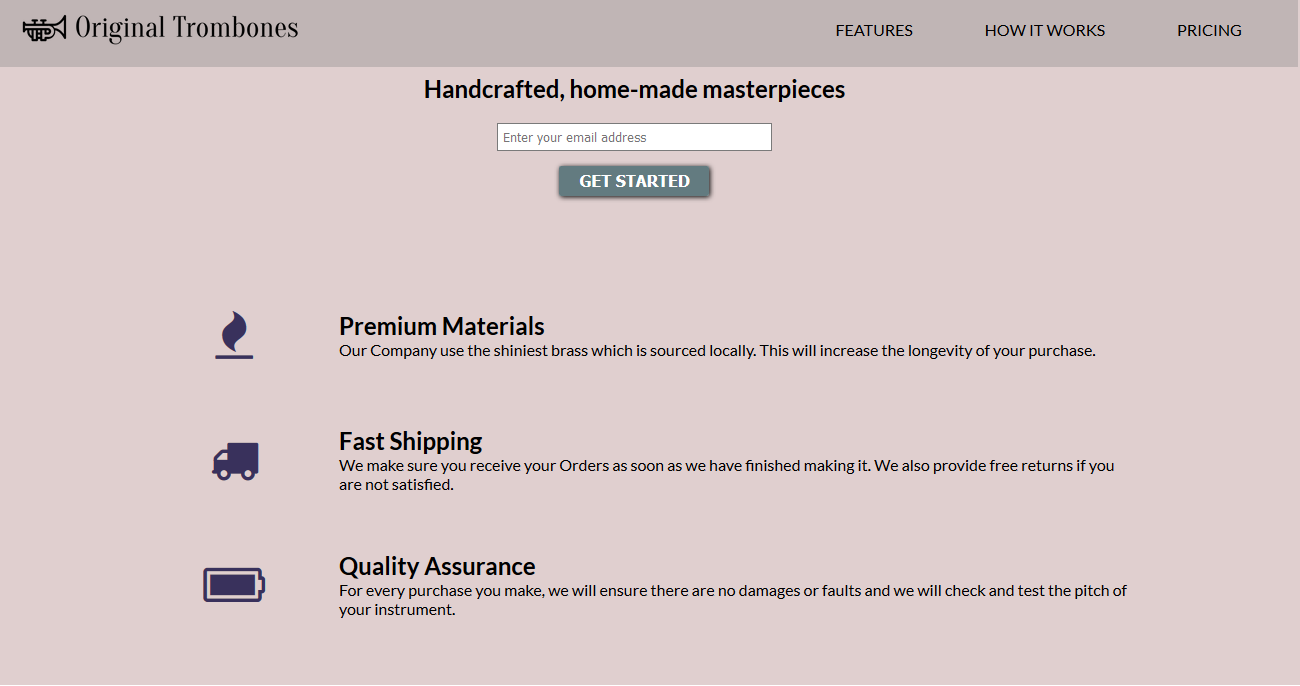 Original Trombones
FEATURES
HOW IT WORKS
PRICING
Handcrafted, home-made masterpieces
Enter your email address
GET STARTED
Premium Materials
Our Company use the shiniest brass which is sourced locally. This will increase the longevity of your purchase.
Fast Shipping
We make sure you receive your Orders as soon as we have finished making it. We also provide free returns if you
are not satisfied.
Quality Assurance
For every purchase you make, we will ensure there are no damages or faults and we will check and test the pitch of
your instrument.